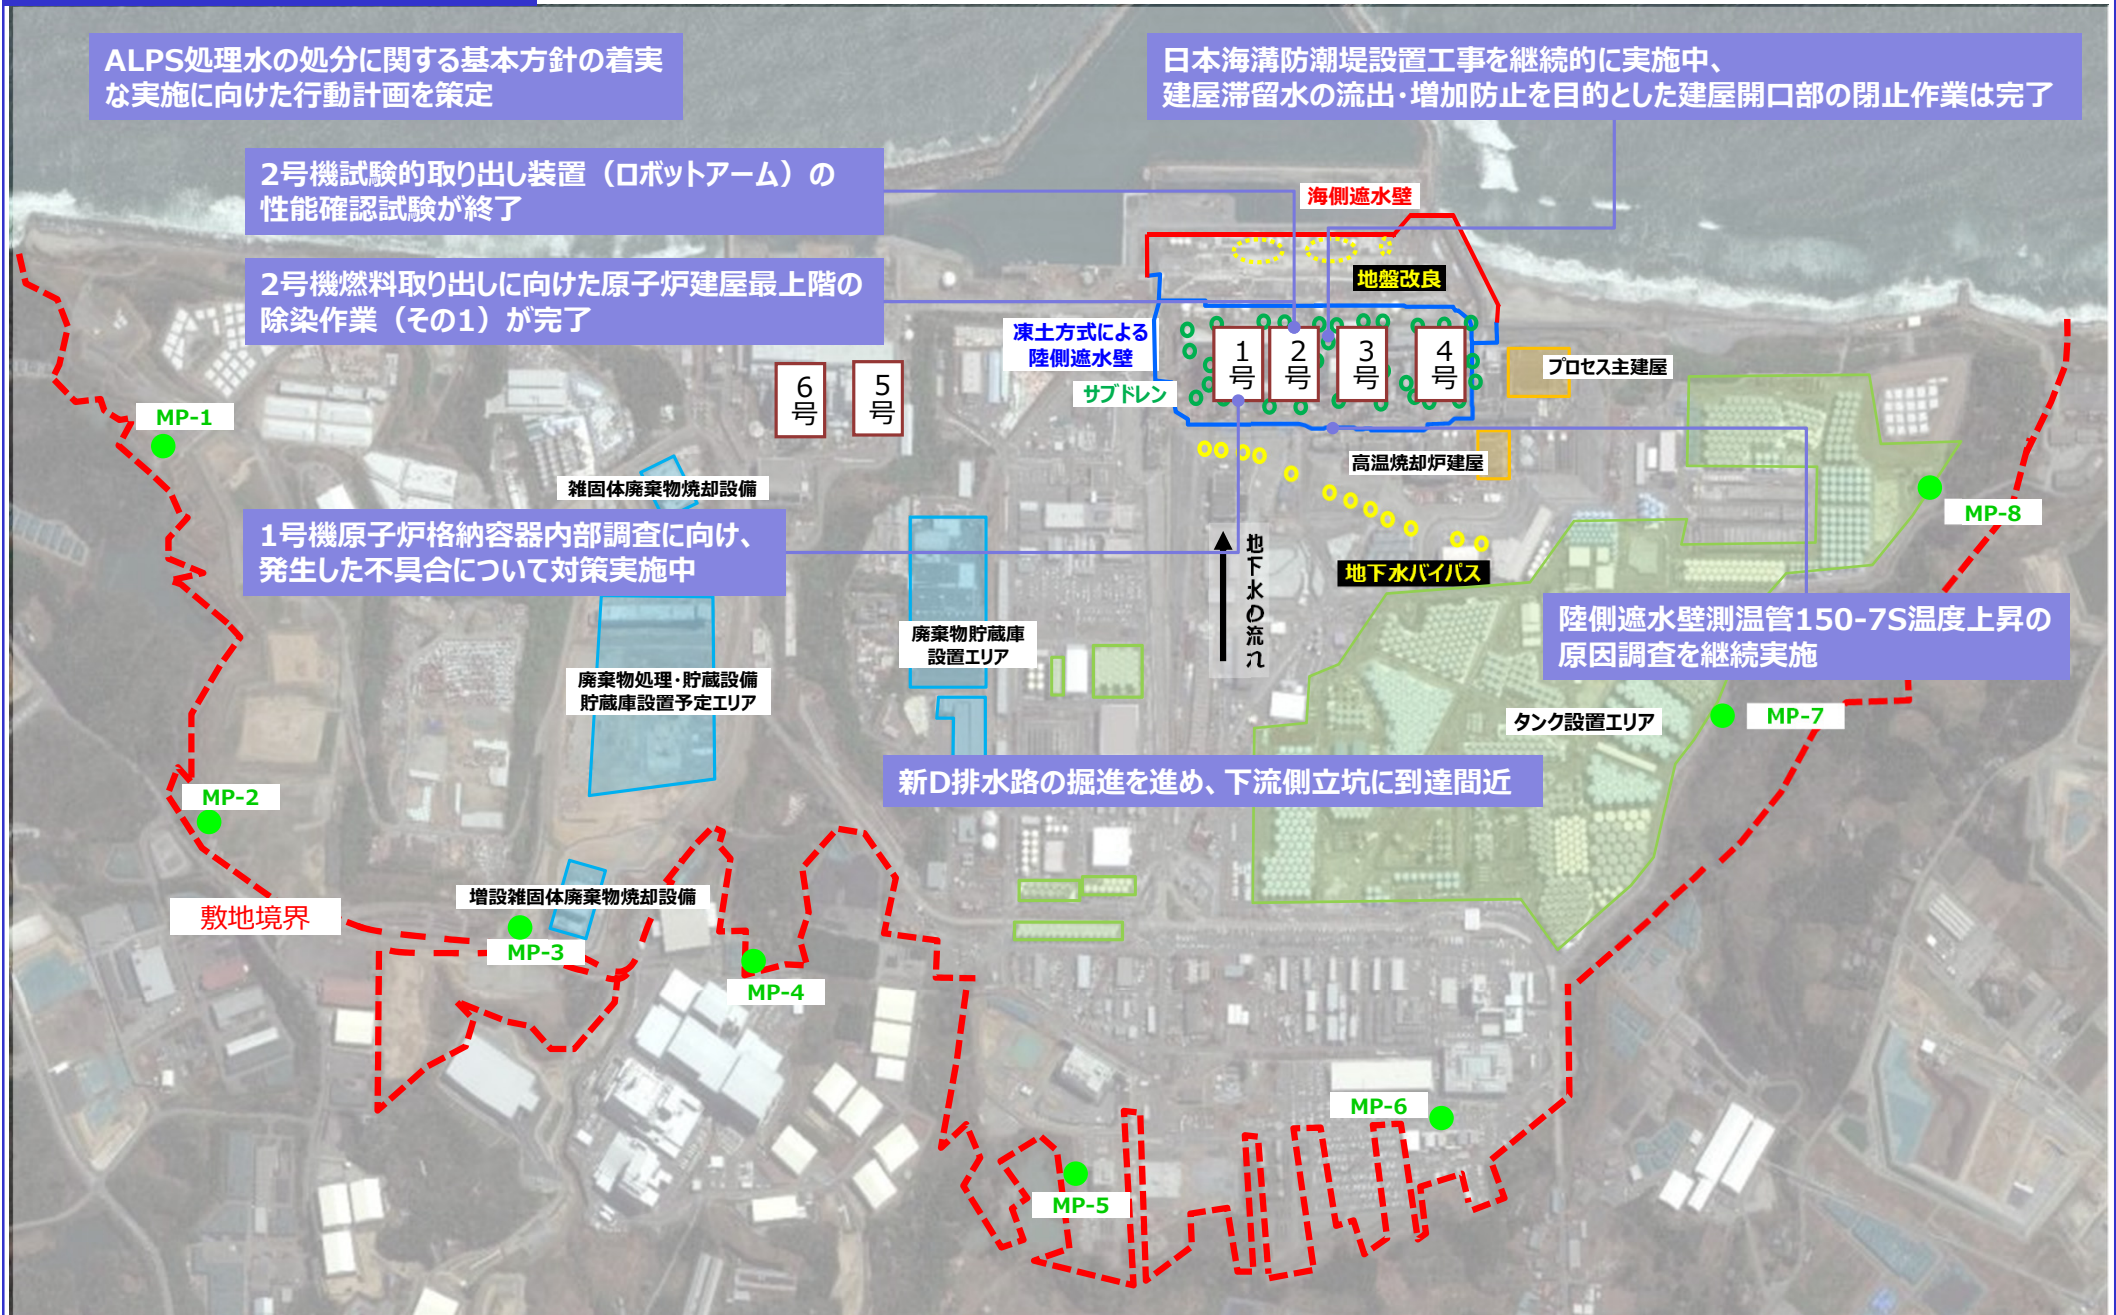 ALPS処理水の処分に関する基本方針の着実
な実施に向けた行動計画を策定
日本海溝防潮堤設置工事を継続的に実施中、
建屋滞留水の流出・増加防止を目的とした建屋開口部の閉止作業は完了
2号機試験的取り出し装置（ロボットアーム）の
性能確認試験が終了
海側遮水壁
2号機燃料取り出しに向けた原子炉建屋最上階の
除染作業（その1）が完了
地盤改良
凍土方式による
陸側遮水壁
サブドレン
1号
2号
3号
4号
プロセス主建屋
6号
5号
MP-1
高温焼却炉建屋
雑固体廃棄物焼却設備
MP-8
1号機原子炉格納容器内部調査に向け、
発生した不具合について対策実施中
地下水の流れ
地下水バイパス
陸側遮水壁測温管150-7S温度上昇の
原因調査を継続実施
廃棄物貯蔵庫
設置エリア
廃棄物処理・貯蔵設備
貯蔵庫設置予定エリア
タンク設置エリア
MP-7
新D排水路の掘進を進め、下流側立坑に到達間近
MP-2
増設雑固体廃棄物焼却設備
敷地境界
MP-3
MP-4
MP-6
MP-5